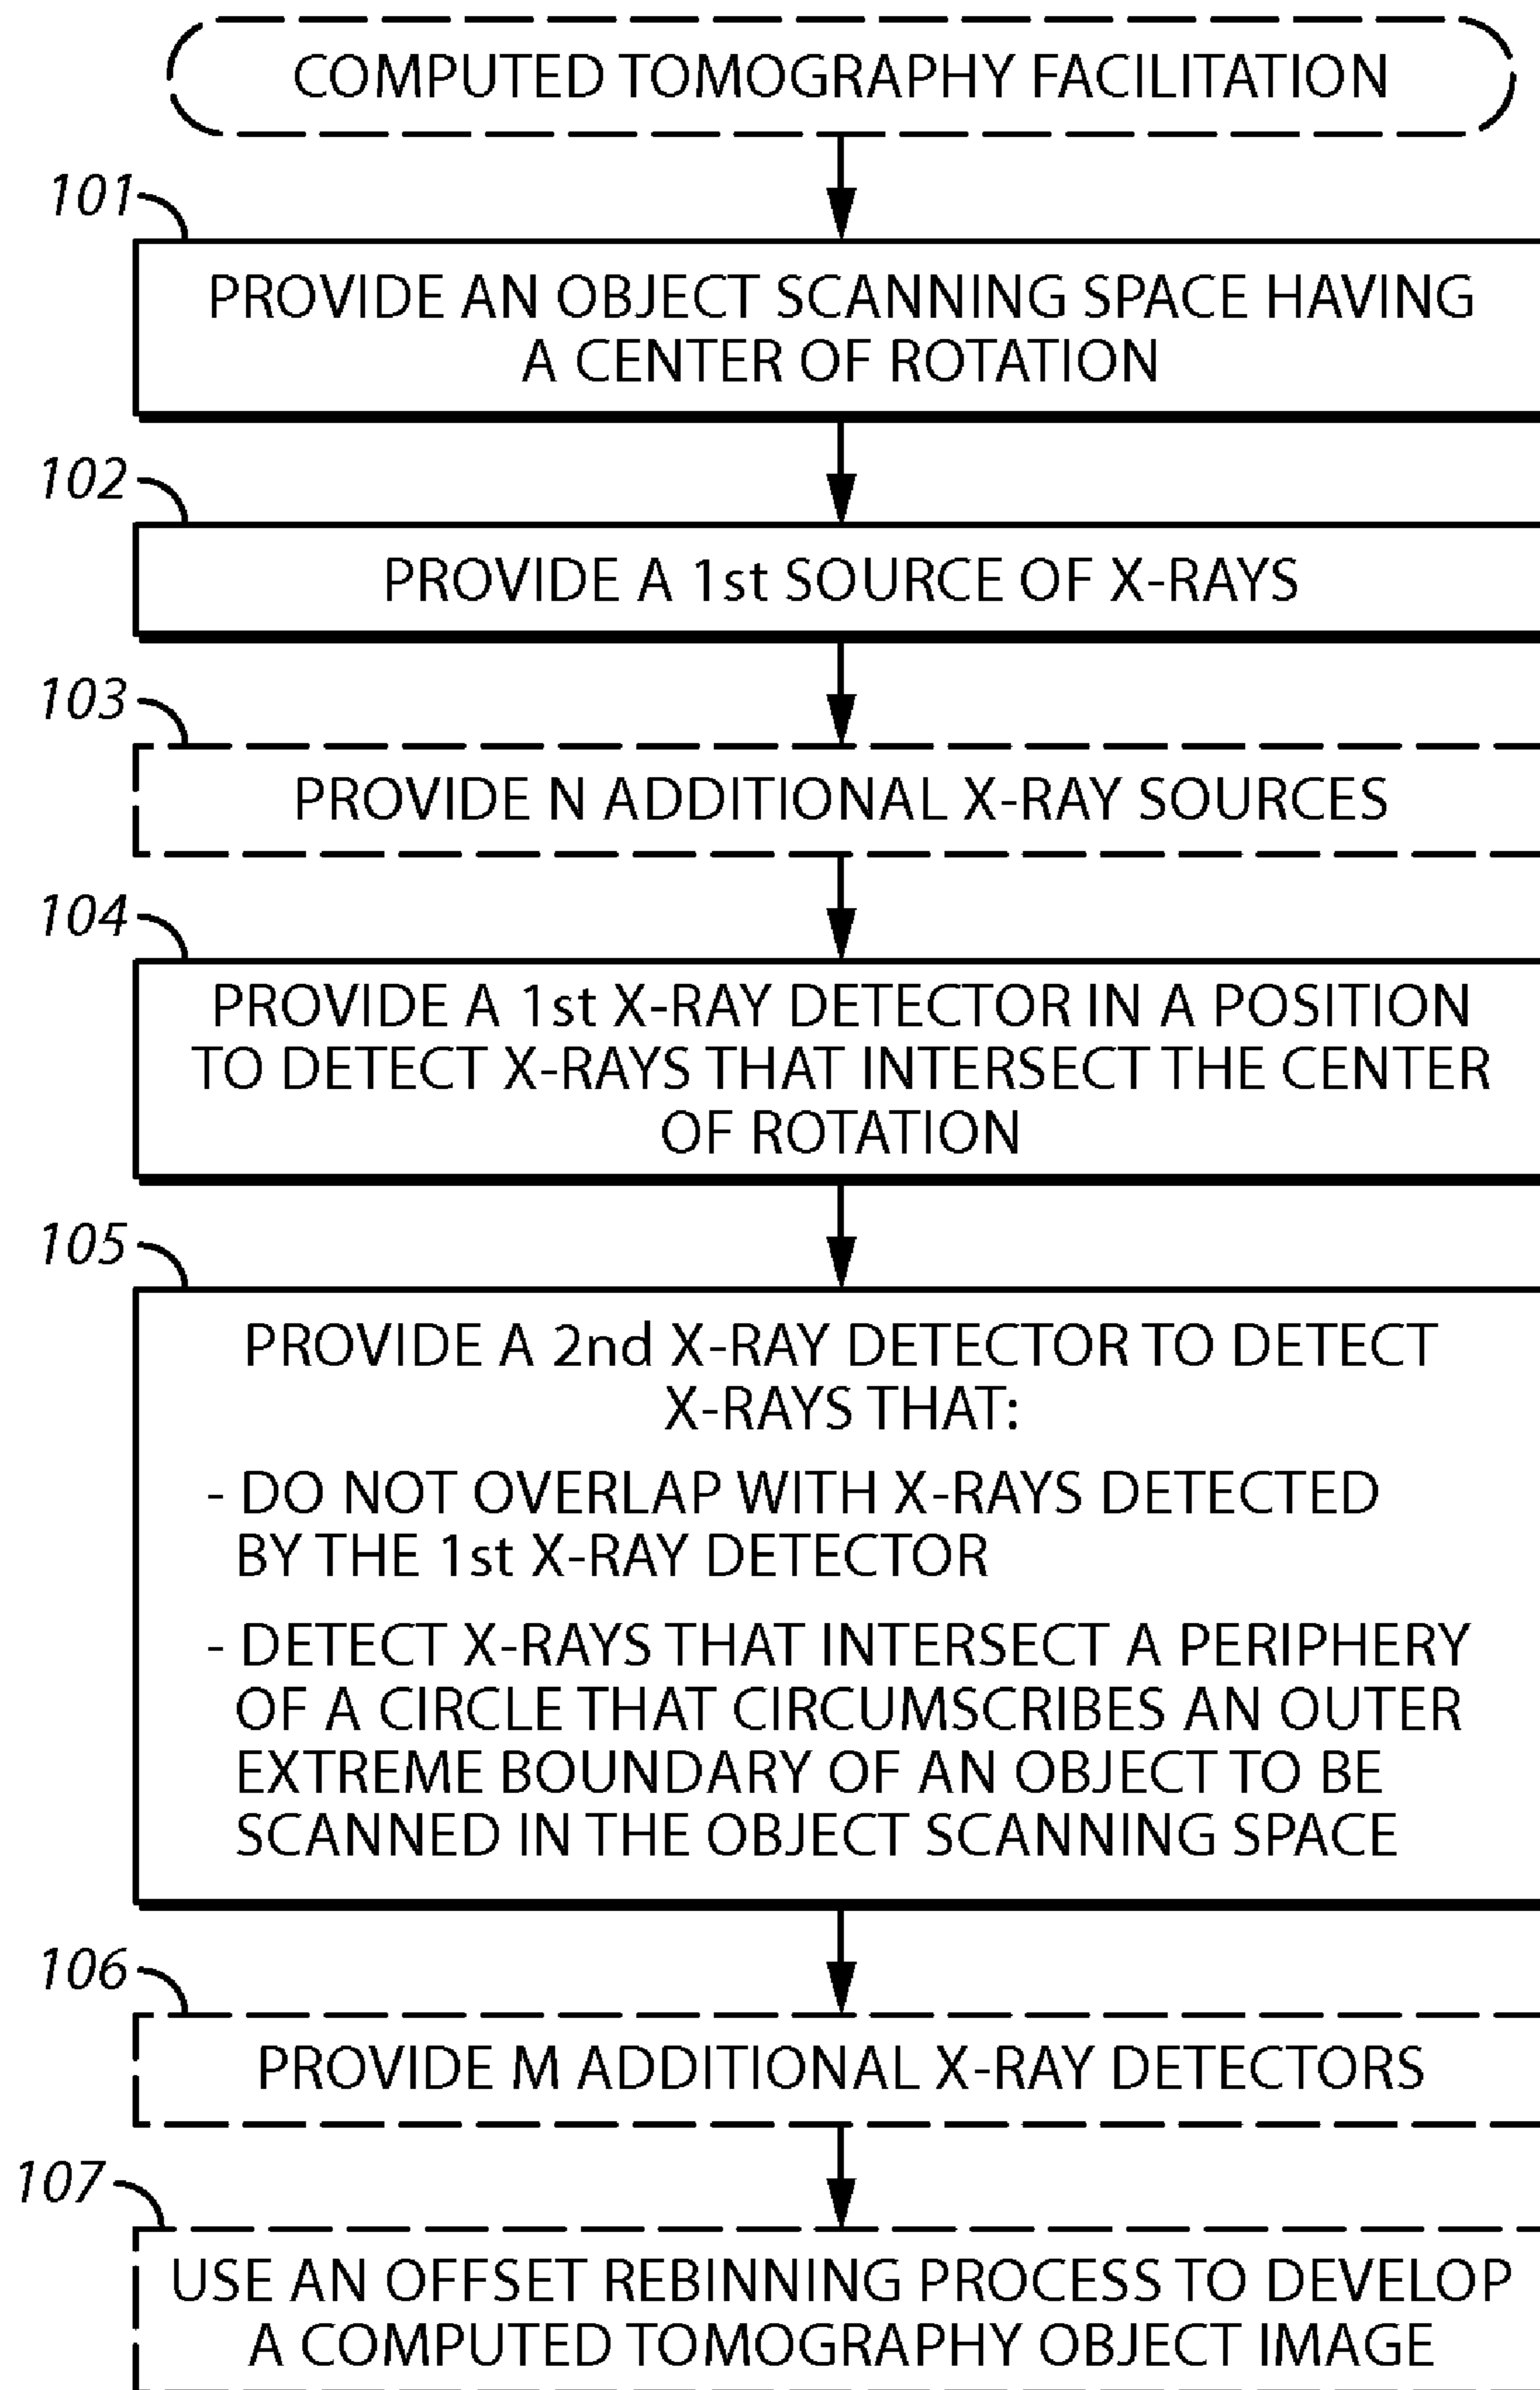 COMPUTED TOMOGRAPHY FACILITATION
101
PROVIDE AN OBJECT SCANNING SPACE HAVING
A CENTER OF ROTATION
102
PROVIDE A 1st SOURCE OF X-RAYS
103
PROVIDE N ADDITIONAL X-RAY SOURCES
104
PROVIDE A 1st X-RAY DETECTOR IN A POSITION
TO DETECT X-RAYS THAT INTERSECT THE CENTER
OF ROTATION
105
PROVIDE A 2nd X-RAY DETECTOR TO DETECT
X-RAYS THAT:
- DO NOT OVERLAP WITH X-RAYS DETECTED
BY THE 1st X-RAY DETECTOR
- DETECT X-RAYS THAT INTERSECT A PERIPHERY
OF A CIRCLE THAT CIRCUMSCRIBES AN OUTER
EXTREME BOUNDARY OF AN OBJECT TO BE
SCANNED IN THE OBJECT SCANNING SPACE
106
PROVIDE M ADDITIONAL X-RAY DETECTORS
107
USE AN OFFSET REBINNING PROCESS TO DEVELOP
A COMPUTED TOMOGRAPHY OBJECT IMAGE